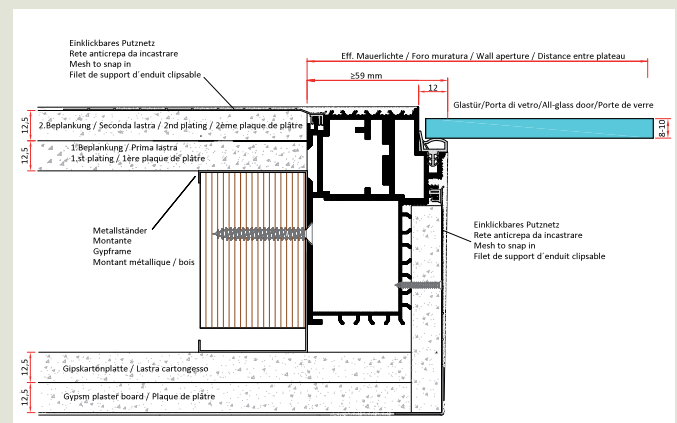 Einklickbares Putznetz
Rete anticrepa da incastrare
Mesh to snap in
Filet de support d´enduit clipsable
Eff. Mauerlichte / Foro muratura / Wall aperture / Distance entre plateau
≥59 mm
12
Glastür/Porta di vetro/All-glass door/Porte de verre
8-10
12,5
2.Beplankung / Seconda lastra / 2nd plating / 2ème plaque de plâtre
12,5
1.Beplankung / Prima lastra
1.st plating / 1ère plaque de plâtre
Metallständer
Montante
Gypframe
Montant métallique / bois
Einklickbares Putznetz
Rete anticrepa da incastrare
Mesh to snap in
Filet de support d´enduit clipsable
12,5
Gipskartonplatte / Lastra cartongesso
12,5
Gypsm plaster board / Plaque de plâtre